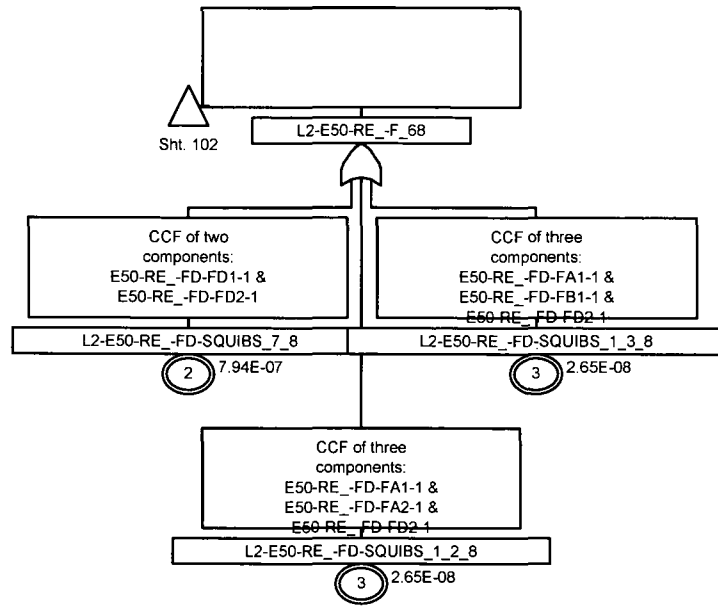 Sht. 102
L2-E50-RE_-F_68
CCF of two
components:
E50-RE_-FD-FD1-1 &
E50-RE_-FD-FD2-1
L2-E50-RE_-FD-SQUIBS_7_8
2
7.94E-07
CCF of three
components:
E50-RE_-FD-FA1-1 &
E50-RE_-FD-FB1-1 &
E50-RE_-FD-FD2-1
L2-E50-RE_-FD-SQUIBS_1_3_8
3
2.65E-08
CCF of three
components:
E50-RE_-FD-FA1-1 &
E50-RE_-FD-FA2-1 &
E50-RE_-FD-FD2-1
L2-E50-RE_-FD-SQUIBS_1_2_8
3
2.65E-08